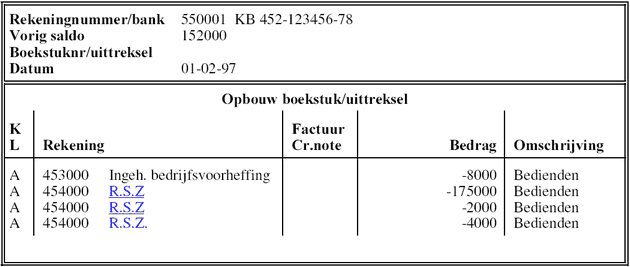 Rekeningnummer/bank 550001 KB 452-123456-78
Vorig saldo 152000
Boekstuknr/uittreksel
Datum 01-02-97
Opbouw boekstuk/uittreksel
K Factuur
L Rekening Cr.note Bedrag Omschrijving
A 453000 Ingeh. bedrijfsvoorheffing -8000 Bedienden
A 454000 R.S.Z -175000 Bedienden
A 454000 R.S.Z -2000 Bedienden
A 454000 R.S.Z. -4000 Bedienden